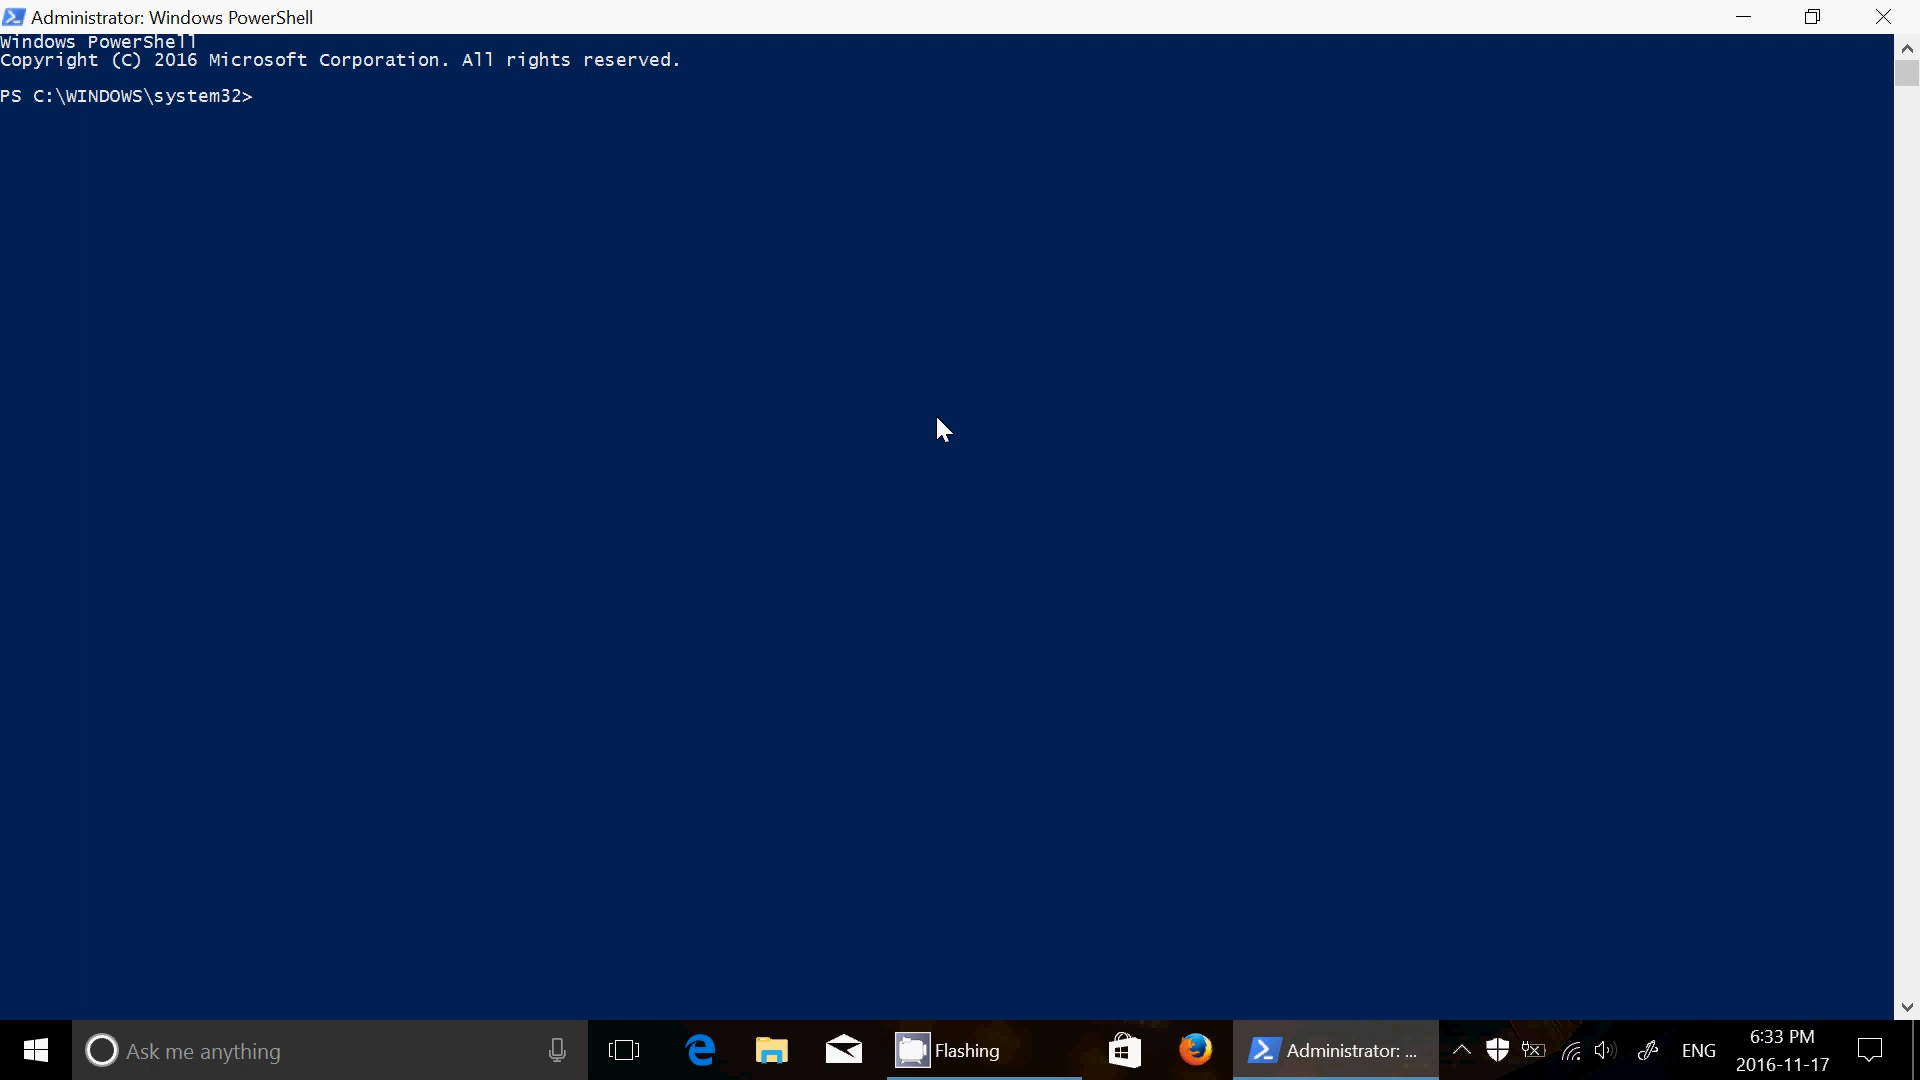 Administrator: Windows PowerShell
Windows PowerShell
Copyright (C) 2016 Microsoft Corporation. All rights reserved.
PS C:\WINDOWS\system32>
Ask me anything
Flashing
Administrator: ...
ENG
6:33 PM
2016-11-17